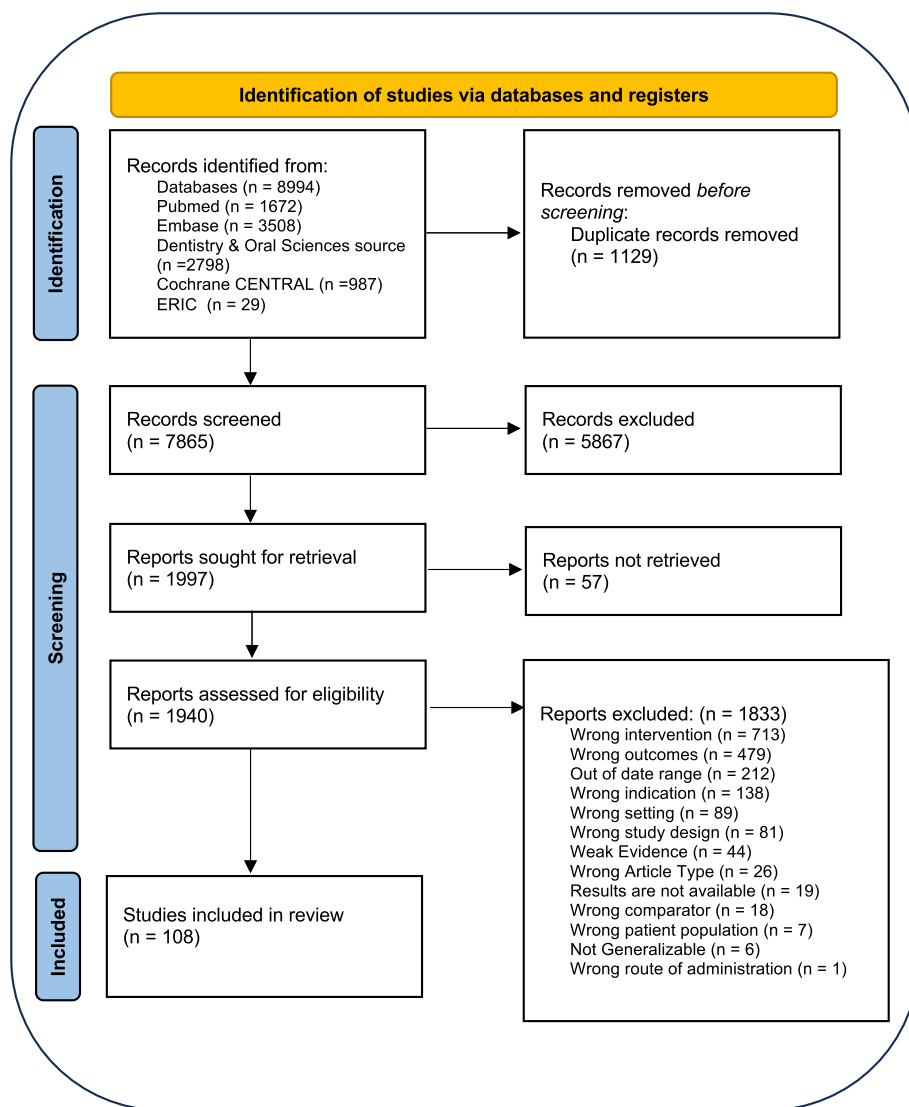 Identification of studies via databases and registers
Identification
Records identified from:
Databases (n = 8994)
Pubmed (n = 1672)
Embase (n = 3508)
Dentistry & Oral Sciences source
(n =2798)
Cochrane CENTRAL (n =987)
ERIC  (n = 29)
Records removed before
screening:
Duplicate records removed
(n = 1129)
Screening
Records screened
(n = 7865)
Records excluded
(n = 5867)
Reports sought for retrieval
(n = 1997)
Reports not retrieved
(n = 57)
Reports assessed for eligibility
(n = 1940)
Reports excluded: (n = 1833)
Wrong intervention (n = 713)
Wrong outcomes (n = 479)
Out of date range (n = 212)
Wrong indication (n = 138)
Wrong setting (n = 89)
Wrong study design (n = 81)
Weak Evidence (n = 44)
Wrong Article Type (n = 26)
Results are not available (n = 19)
Wrong comparator (n = 18)
Wrong patient population (n = 7)
Not Generalizable (n = 6)
Wrong route of administration (n = 1)
Included
Studies included in review
(n = 108)